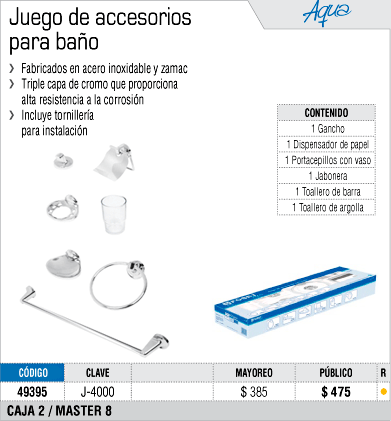 Juego de accesorios
para baño
Aqua
❯ Fabricados en acero inoxidable y zamac
❯ Triple capa de cromo que proporciona
alta resistencia a la corrosión
❯ Incluye tornillería
para instalación
CONTENIDO
1 Gancho
1 Dispensador de papel
1 Portacepillos con vaso
1 Jabonera
1 Toallero de barra
1 Toallero de argolla
CÓDIGO CLAVE MAYOREO PÚBLICO R
49395 J-4000 $ 385 $ 475
CAJA 2 / MASTER 8